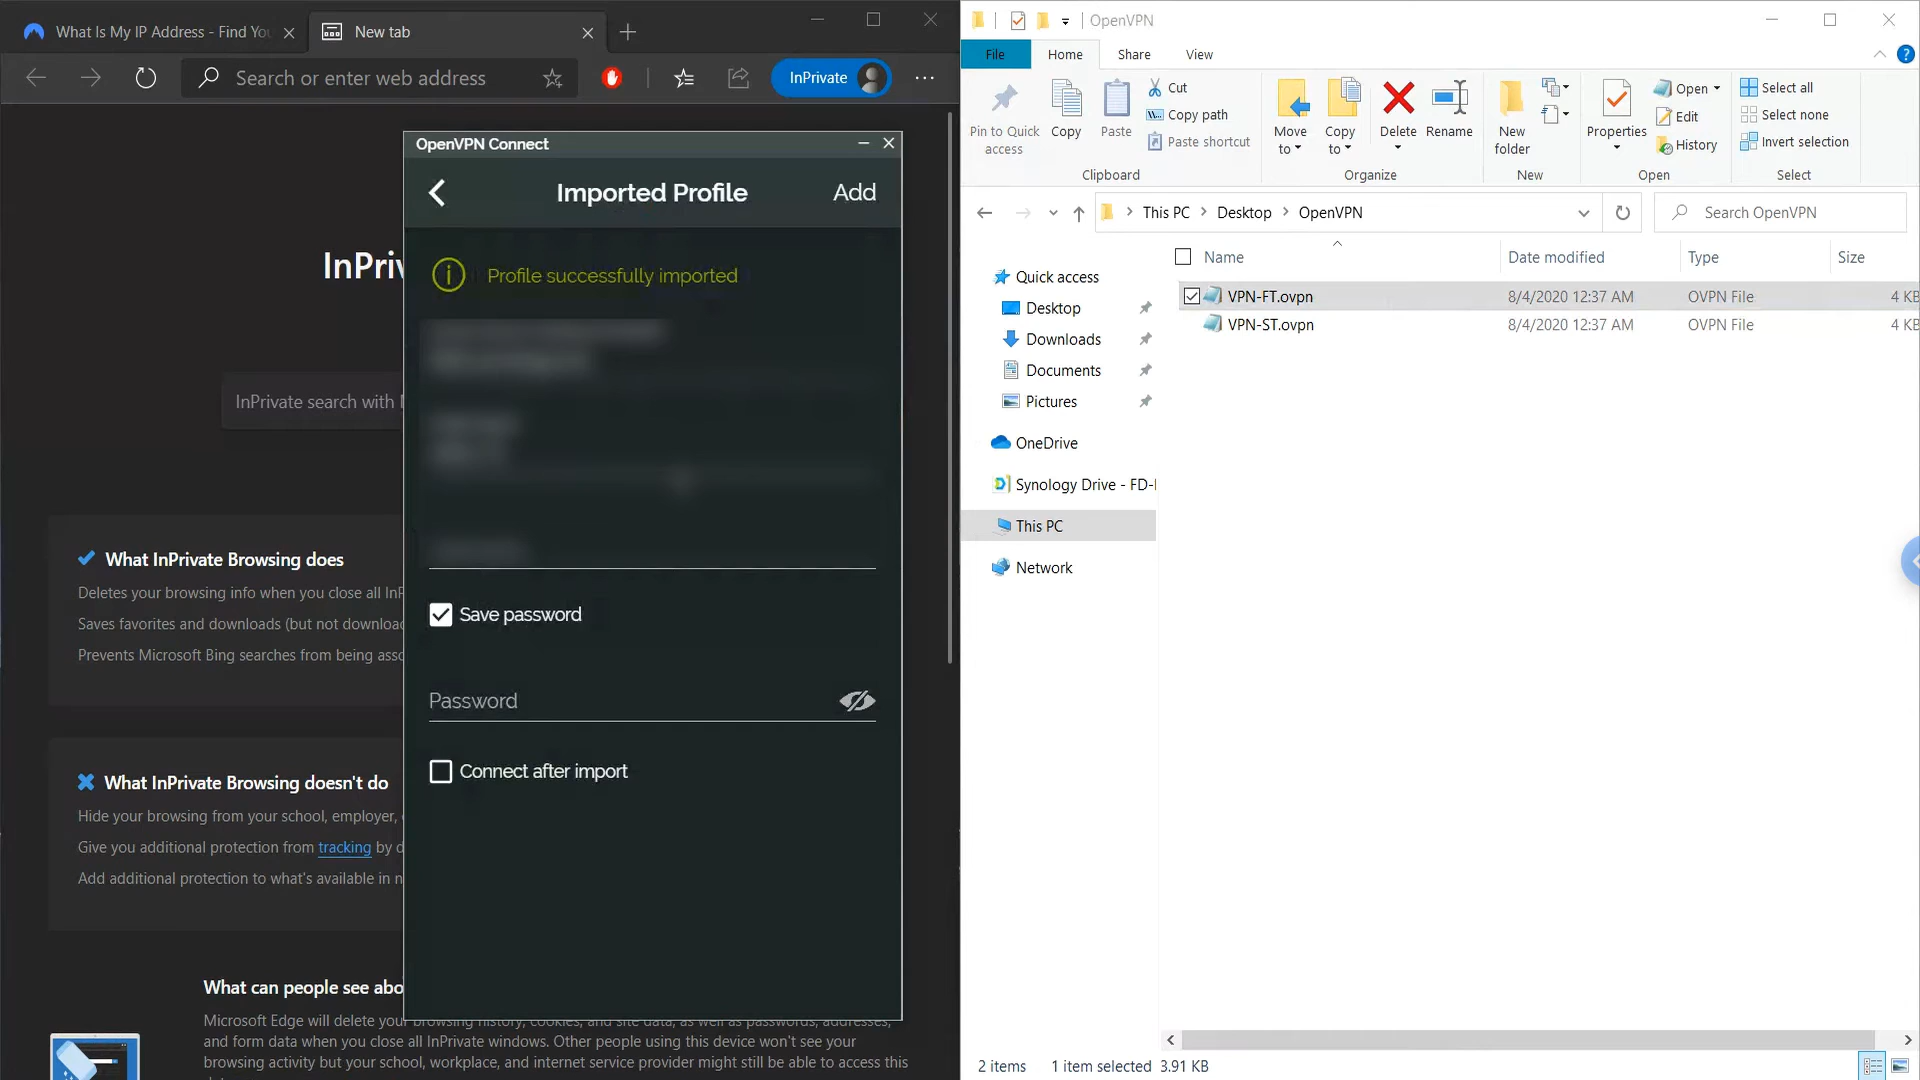 What Is My IP Address - Find Yo
New tab
Search or enter web address
InPrivate
InPriv
InPrivate search with
What InPrivate Browsing does
Deletes your browsing info when you close all InP
Saves favorites and downloads (but not downloac
Prevents Microsoft Bing searches from being asso
What InPrivate Browsing doesn't do
Hide your browsing from your school, employer,
Give you additional protection from tracking by d
Add additional protection to what's available in n
What can people see abo
Microsoft Edge will delete your browsing history, cookies, and site data, as well as passwords, addresses,
and form data when you close all InPrivate windows. Other people using this device won't see your
browsing activity but your school, workplace, and internet service provider might still be able to access this
OpenVPN Connect
Imported Profile
Add
Profile successfully imported
Save password
Password
Connect after import
OpenVPN
File
Home
Share
View
Pin to Quick
access
Copy
Paste
Cut
Copy path
Paste shortcut
Clipboard
Move
to
Copy
to
Delete
Rename
Organize
New
folder
New
Properties
Open
Edit
History
Open
Select all
Select none
Invert selection
Select
This PC
Desktop
OpenVPN
Search OpenVPN
Name
Date modified
Type
Size
VPN-FT.ovpn
8/4/2020 12:37 AM
OVPN File
4 KB
VPN-ST.ovpn
8/4/2020 12:37 AM
OVPN File
4 KB
Quick access
Desktop
Downloads
Documents
Pictures
OneDrive
Synology Drive - FD-
This PC
Network
2 items
1 item selected
3.91 KB